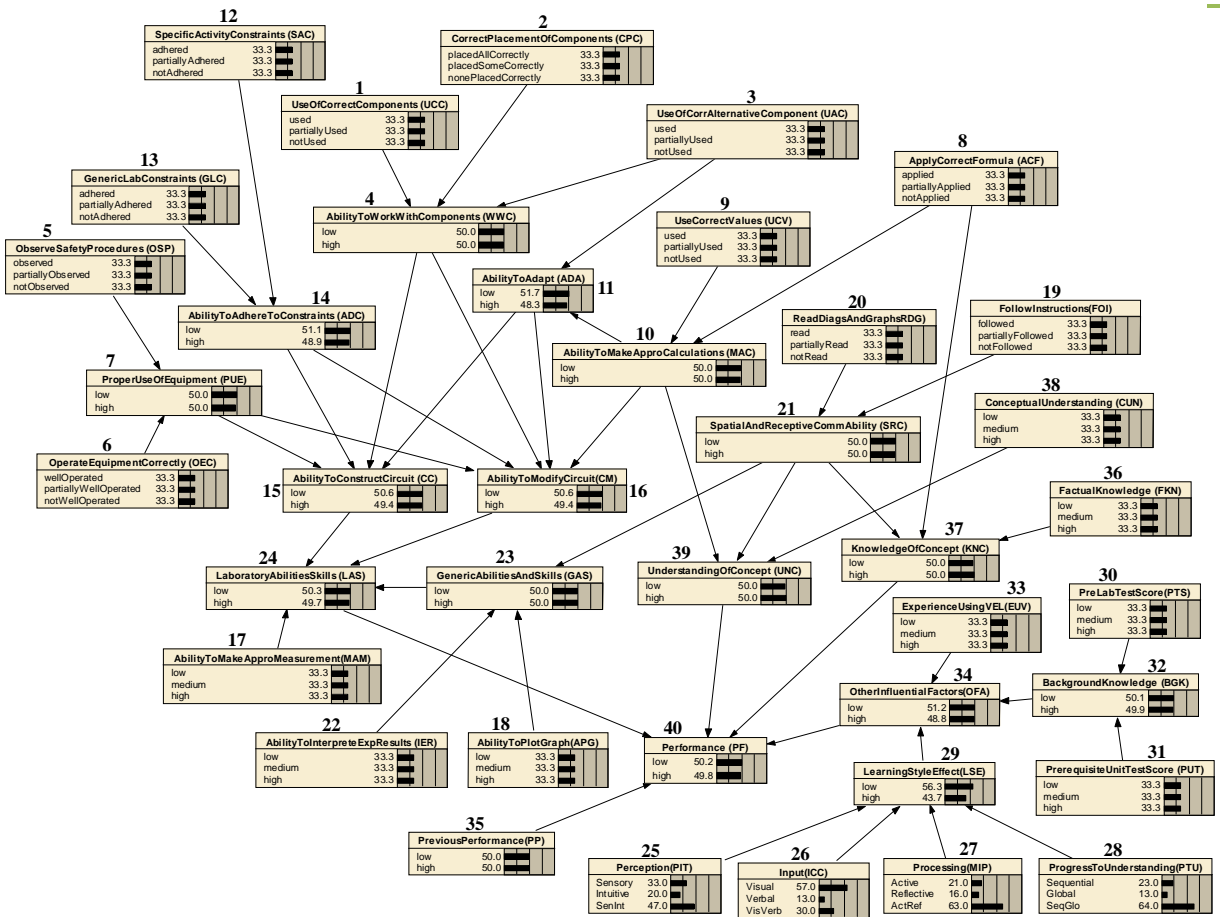 12
SpecificActivityConstraints (SAC)
adhered 33.3
partiallyAdhered 33.3
notAdhered 33.3
2
CorrectPlacementOfComponents (CPC)
placedAllCorrectly 33.3
placedSomeCorrectly 33.3
nonePlacedCorrectly 33.3
1
UseOfCorrectComponents (UCC)
used 33.3
partiallyUsed 33.3
notUsed 33.3
3
UseOfCorrAlternativeComponent (UAC)
used 33.3
partiallyUsed 33.3
notUsed 33.3
8
ApplyCorrectFormula (ACF)
applied 33.3
partiallyApplied 33.3
notApplied 33.3
13
GenericLabConstraints (GLC)
adhered 33.3
partiallyAdhered 33.3
notAdhered 33.3
4
AbilityToWorkWithComponents (WWC)
low 50.0
high 50.0
9
UseCorrectValues (UCV)
used 33.3
partiallyUsed 33.3
notUsed 33.3
5
ObserveSafetyProcedures (OSP)
observed 33.3
partiallyObserved 33.3
notObserved 33.3
AbilityToAdapt (ADA)
low 51.7
high 48.3
11
14
AbilityToAdhereToConstraints (ADC)
low 51.1
high 48.9
20
ReadDiagsAndGraphsRDG)
read 33.3
partiallyRead 33.3
notRead 33.3
19
FollowInstructions(FOI)
followed 33.3
partiallyFollowed 33.3
notFollowed 33.3
10
AbilityToMakeApproCalculations (MAC)
low 50.0
high 50.0
7
ProperUseOfEquipment (PUE)
low 50.0
high 50.0
38
ConceptualUnderstanding (CUN)
low 33.3
medium 33.3
high 33.3
21
SpatialAndReceptiveCommAbility (SRC)
low 50.0
high 50.0
6
OperateEquipmentCorrectly (OEC)
wellOperated 33.3
partiallyWellOperated 33.3
notWellOperated 33.3
15
AbilityToConstructCircuit (CC)
low 50.6
high 49.4
AbilityToModifyCircuit(CM)
low 50.6
high 49.4
16
36
FactualKnowledge (FKN)
low 33.3
medium 33.3
high 33.3
37
KnowledgeOfConcept (KNC)
low 50.0
high 50.0
24
LaboratoryAbilitiesSkills (LAS)
low 50.3
high 49.7
23
GenericAbilitiesAndSkills (GAS)
low 50.0
high 50.0
39
UnderstandingOfConcept (UNC)
low 50.0
high 50.0
30
PreLabTestScore(PTS)
low 33.3
medium 33.3
high 33.3
33
ExperienceUsingVEL(EUV)
low 33.3
medium 33.3
high 33.3
17
AbilityToMakeApproMeasurement(MAM)
low 33.3
medium 33.3
high 33.3
32
BackgroundKnowledge (BGK)
low 50.1
high 49.9
34
OtherInfluentialFactors(OFA)
low 51.2
high 48.8
22
AbilityToInterpreteExpResults (IER)
low 33.3
medium 33.3
high 33.3
18
AbilityToPlotGraph(APG)
low 33.3
medium 33.3
high 33.3
40
Performance (PF)
low 50.2
high 49.8
29
LearningStyleEffect(LSE)
low 56.3
high 43.7
31
PrerequisiteUnitTestScore (PUT)
low 33.3
medium 33.3
high 33.3
35
PreviousPerformance(PP)
low 50.0
high 50.0
25
Perception(PIT)
Sensory 33.0
Intuitive 20.0
SenInt 47.0
26
Input(ICC)
Visual 57.0
Verbal 13.0
VisVerb 30.0
27
Processing(MIP)
Active 21.0
Reflective 16.0
ActRef 63.0
28
ProgressToUnderstanding(PTU)
Sequential 23.0
Global 13.0
SeqGlo 64.0